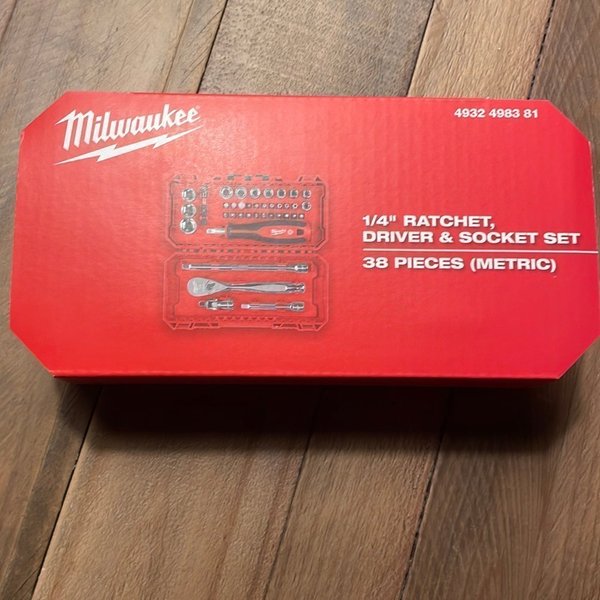 Milwaukee
4932 4983 81
1/4" RATCHET,
DRIVER & SOCKET SET
38 PIECES (METRIC)